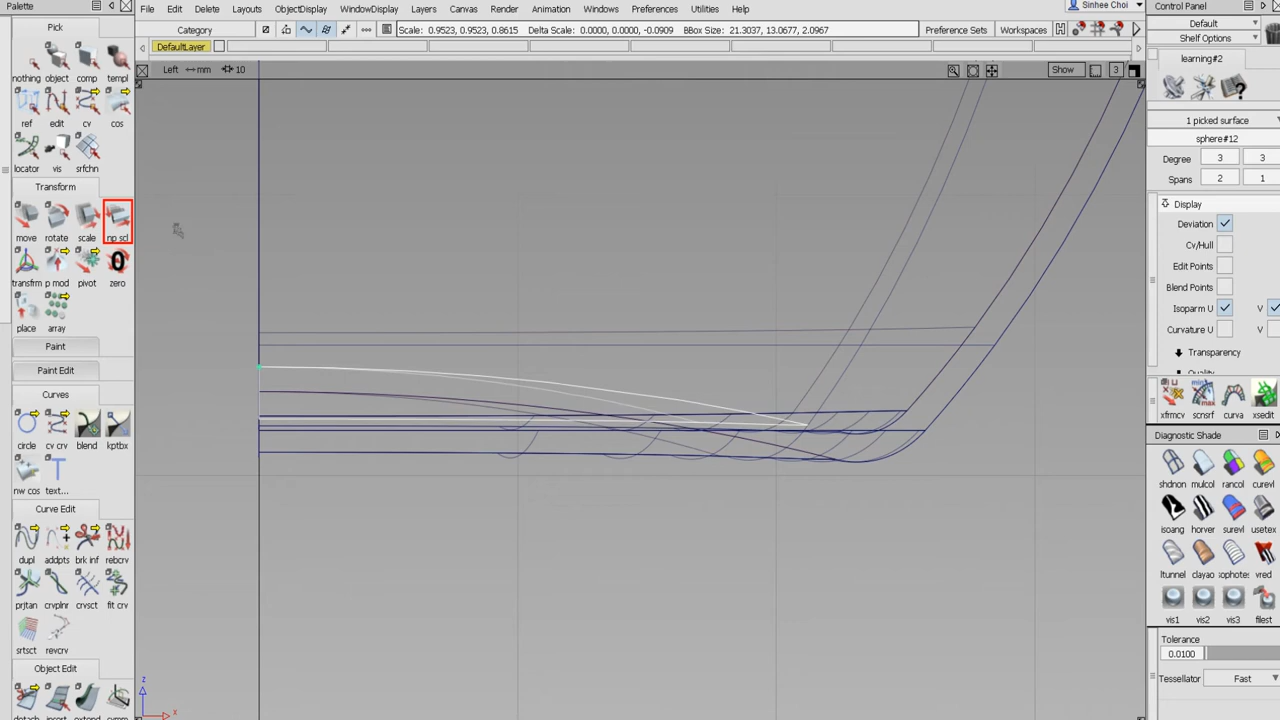 Palette
File Edit Delete Layouts ObjectDisplay WindowDisplay Layers Canvas Render Animation Windows Preferences Utilities Help
Sinhee Choi
Control Panel
Pick
Category
Scale: 0.9523, 0.9523, 0.8615 Delta Scale: 0.0000, 0.0000, -0.0909 BBox Size: 21.3037, 13.0677, 2.0967
Preference Sets
Workspaces
Default
Shelf Options
DefaultLayer
Left mm 10
Show
3
learning#2
nothing object comp templ
ref edit cv cos
locator vis srfchn
Transform
move rotate scale np scl
transfrm p mod pivot zero
place array
Paint
Paint Edit
Curves
circle cv crv blend kptbx
nw cos text...
Curve Edit
dupl addpts brk inf rebcrv
prjtan crvplnr crvsct fit crv
srtsct revcrv
Object Edit
detach insert extend symm
z
x
1 picked surface
sphere#12
Degree 3 3
Spans 2 1
Display
Deviation
Cv/Hull
Edit Points
Blend Points
Isoparm U V
Curvature U V
Transparency
xfrmcv scnsrf curva xsedit
Diagnostic Shade
shdnon mulcol rancol curevl
isoang horver surevl usetex
ltunnel clayao sophotes vred
vis1 vis2 vis3 filest
Tolerance
0.0100
Tessellator Fast